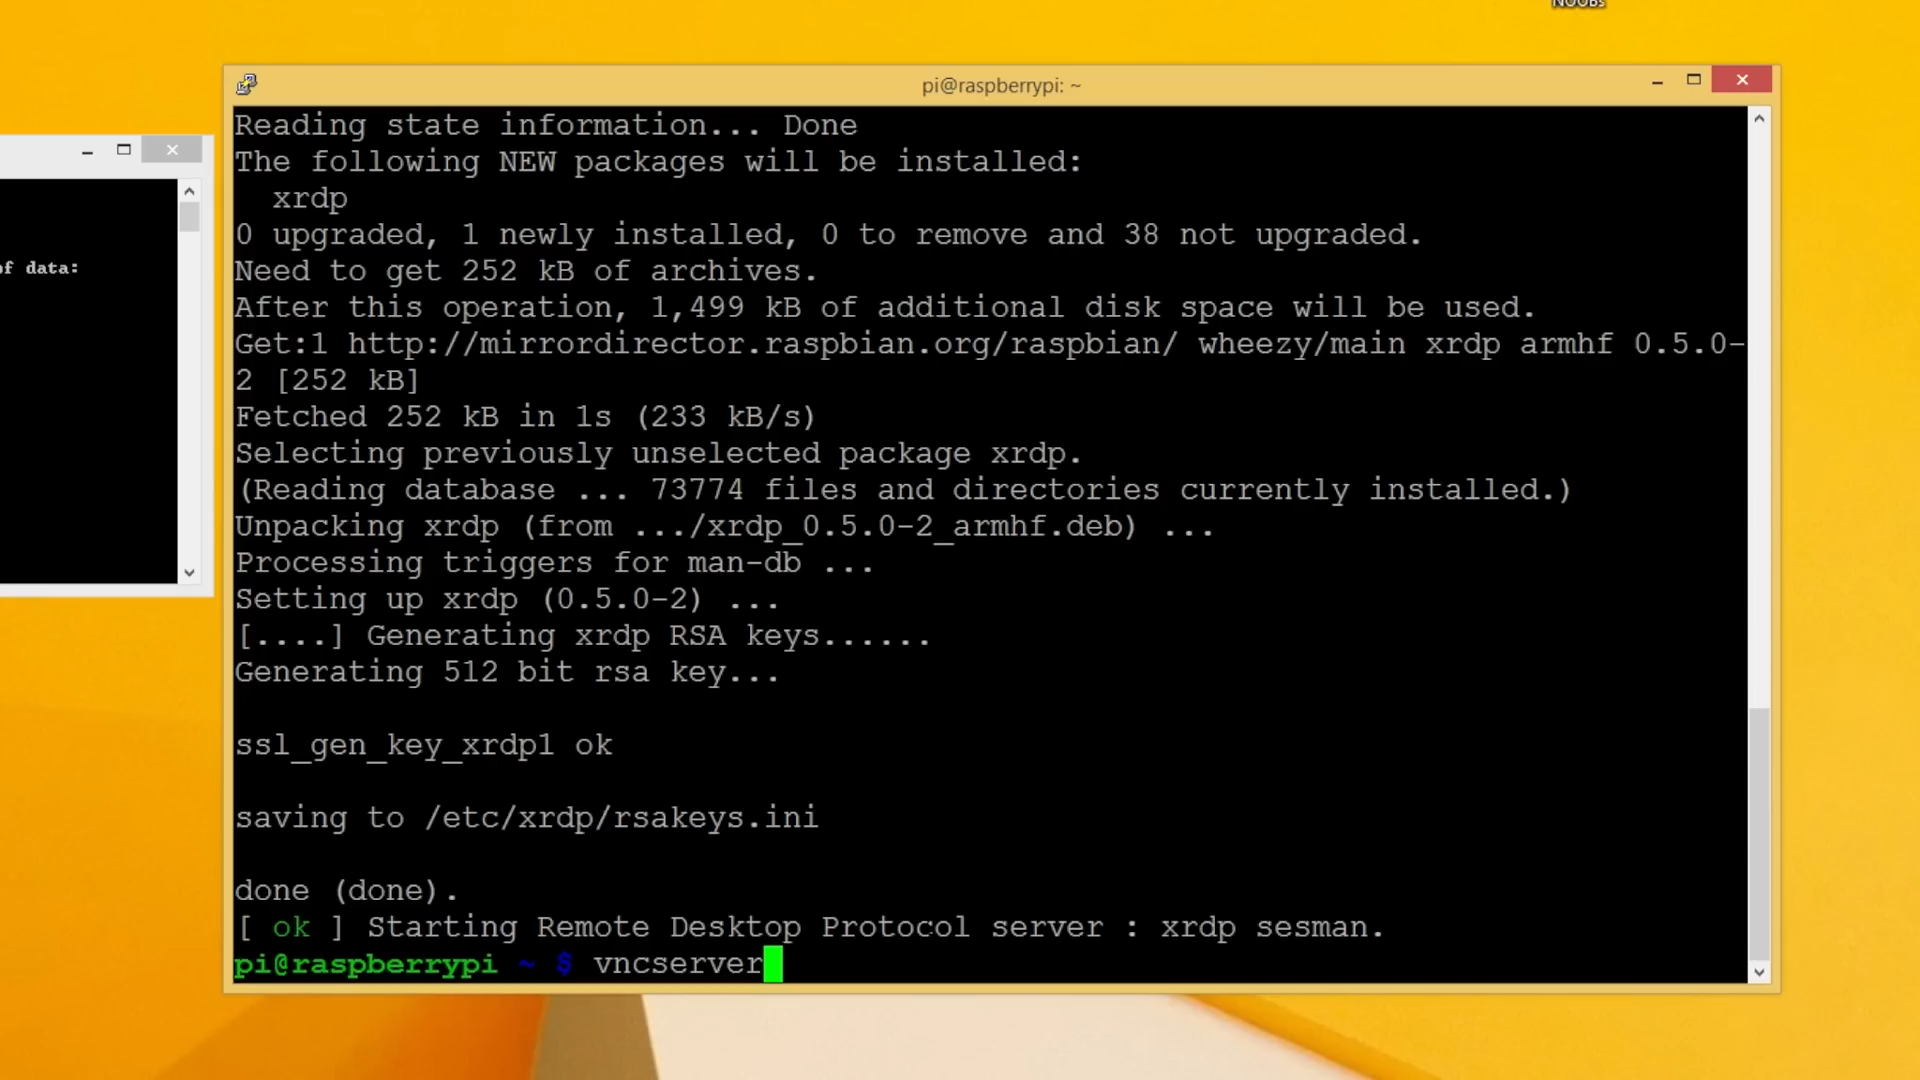 NOOBs
pi@raspberrypi: ~
of data:
Reading state information... Done
The following NEW packages will be installed:
xrdp
0 upgraded, 1 newly installed, 0 to remove and 38 not upgraded.
Need to get 252 kB of archives.
After this operation, 1,499 kB of additional disk space will be used.
Get:1 http://mirrordirector.raspbian.org/raspbian/ wheezy/main xrdp armhf 0.5.0-
2 [252 kB]
Fetched 252 kB in 1s (233 kB/s)
Selecting previously unselected package xrdp.
(Reading database ... 73774 files and directories currently installed.)
Unpacking xrdp (from .../xrdp_0.5.0-2_armhf.deb) ...
Processing triggers for man-db ...
Setting up xrdp (0.5.0-2) ...
[....] Generating xrdp RSA keys......
Generating 512 bit rsa key...
ssl_gen_key_xrdp1 ok
saving to /etc/xrdp/rsakeys.ini
done (done).
[ ok ] Starting Remote Desktop Protocol server : xrdp sesman.
pi@raspberrypi ~ $ vncserver